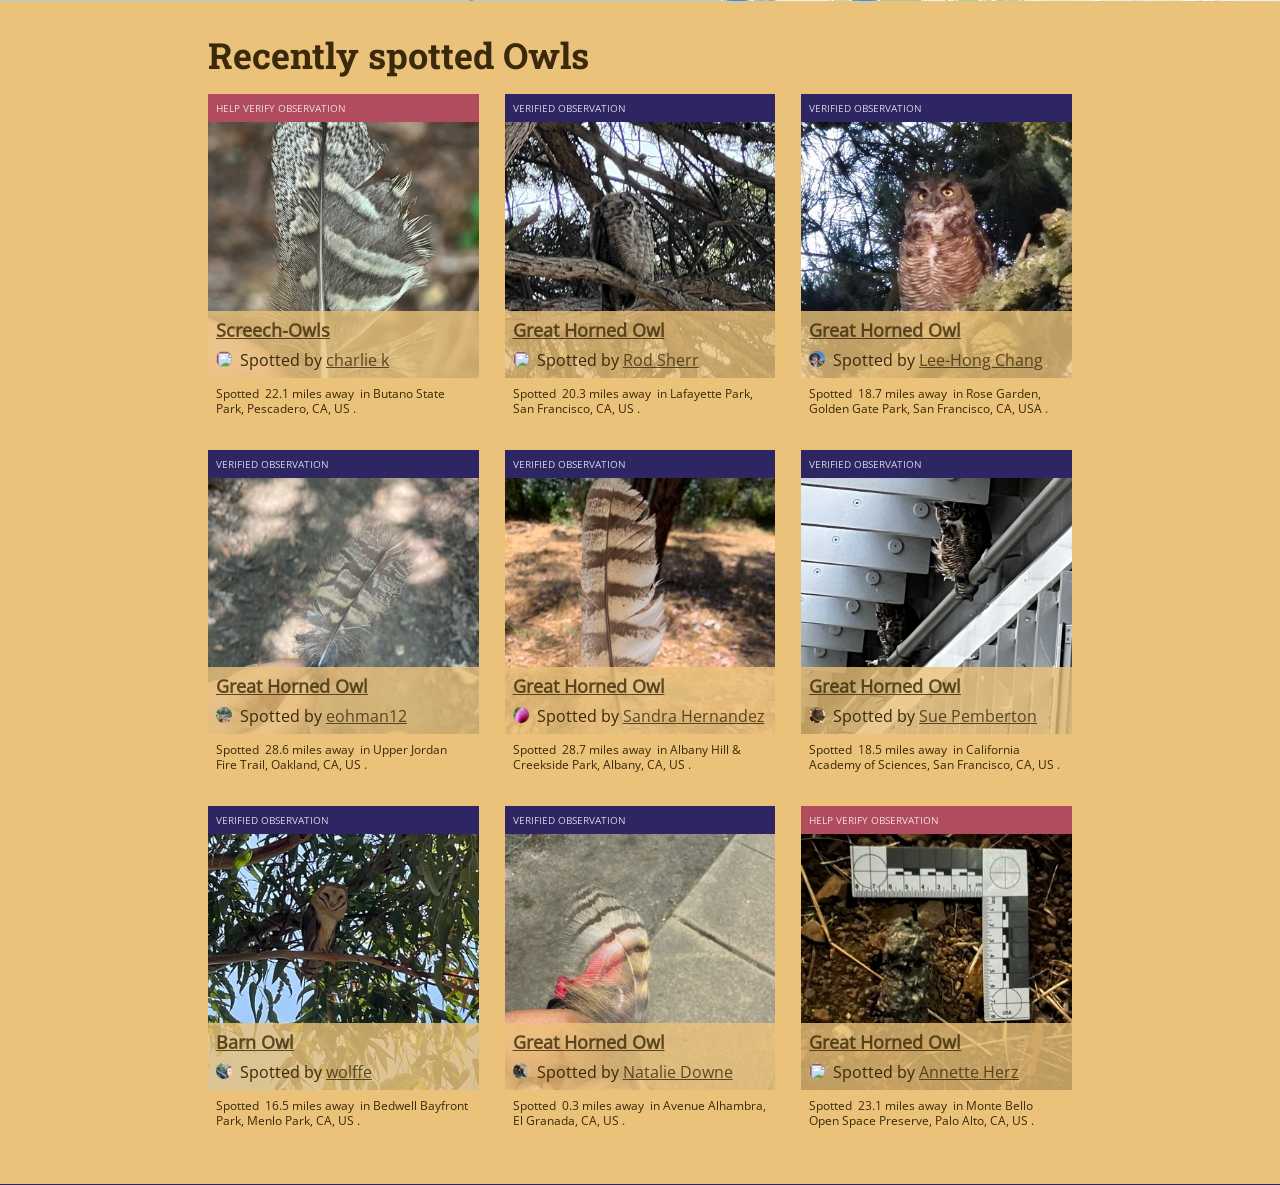 Recently spotted Owls
HELP VERIFY OBSERVATION
Screech-Owls
Spotted by charlie k
Spotted 22.1 miles away in Butano State
Park, Pescadero, CA, US .
VERIFIED OBSERVATION
Great Horned Owl
Spotted by Rod Sherr
Spotted 20.3 miles away in Lafayette Park,
San Francisco, CA, US .
VERIFIED OBSERVATION
Great Horned Owl
Spotted by Lee-Hong Chang
Spotted 18.7 miles away in Rose Garden,
Golden Gate Park, San Francisco, CA, USA .
VERIFIED OBSERVATION
Great Horned Owl
Spotted by eohman12
Spotted 28.6 miles away in Upper Jordan
Fire Trail, Oakland, CA, US .
VERIFIED OBSERVATION
Great Horned Owl
Spotted by Sandra Hernandez
Spotted 28.7 miles away in Albany Hill &
Creekside Park, Albany, CA, US .
VERIFIED OBSERVATION
Great Horned Owl
Spotted by Sue Pemberton
Spotted 18.5 miles away in California
Academy of Sciences, San Francisco, CA, US .
VERIFIED OBSERVATION
Barn Owl
Spotted by wolffe
Spotted 16.5 miles away in Bedwell Bayfront
Park, Menlo Park, CA, US .
VERIFIED OBSERVATION
Great Horned Owl
Spotted by Natalie Downe
Spotted 0.3 miles away in Avenue Alhambra,
El Granada, CA, US .
HELP VERIFY OBSERVATION
Great Horned Owl
Spotted by Annette Herz
Spotted 23.1 miles away in Monte Bello
Open Space Preserve, Palo Alto, CA, US .